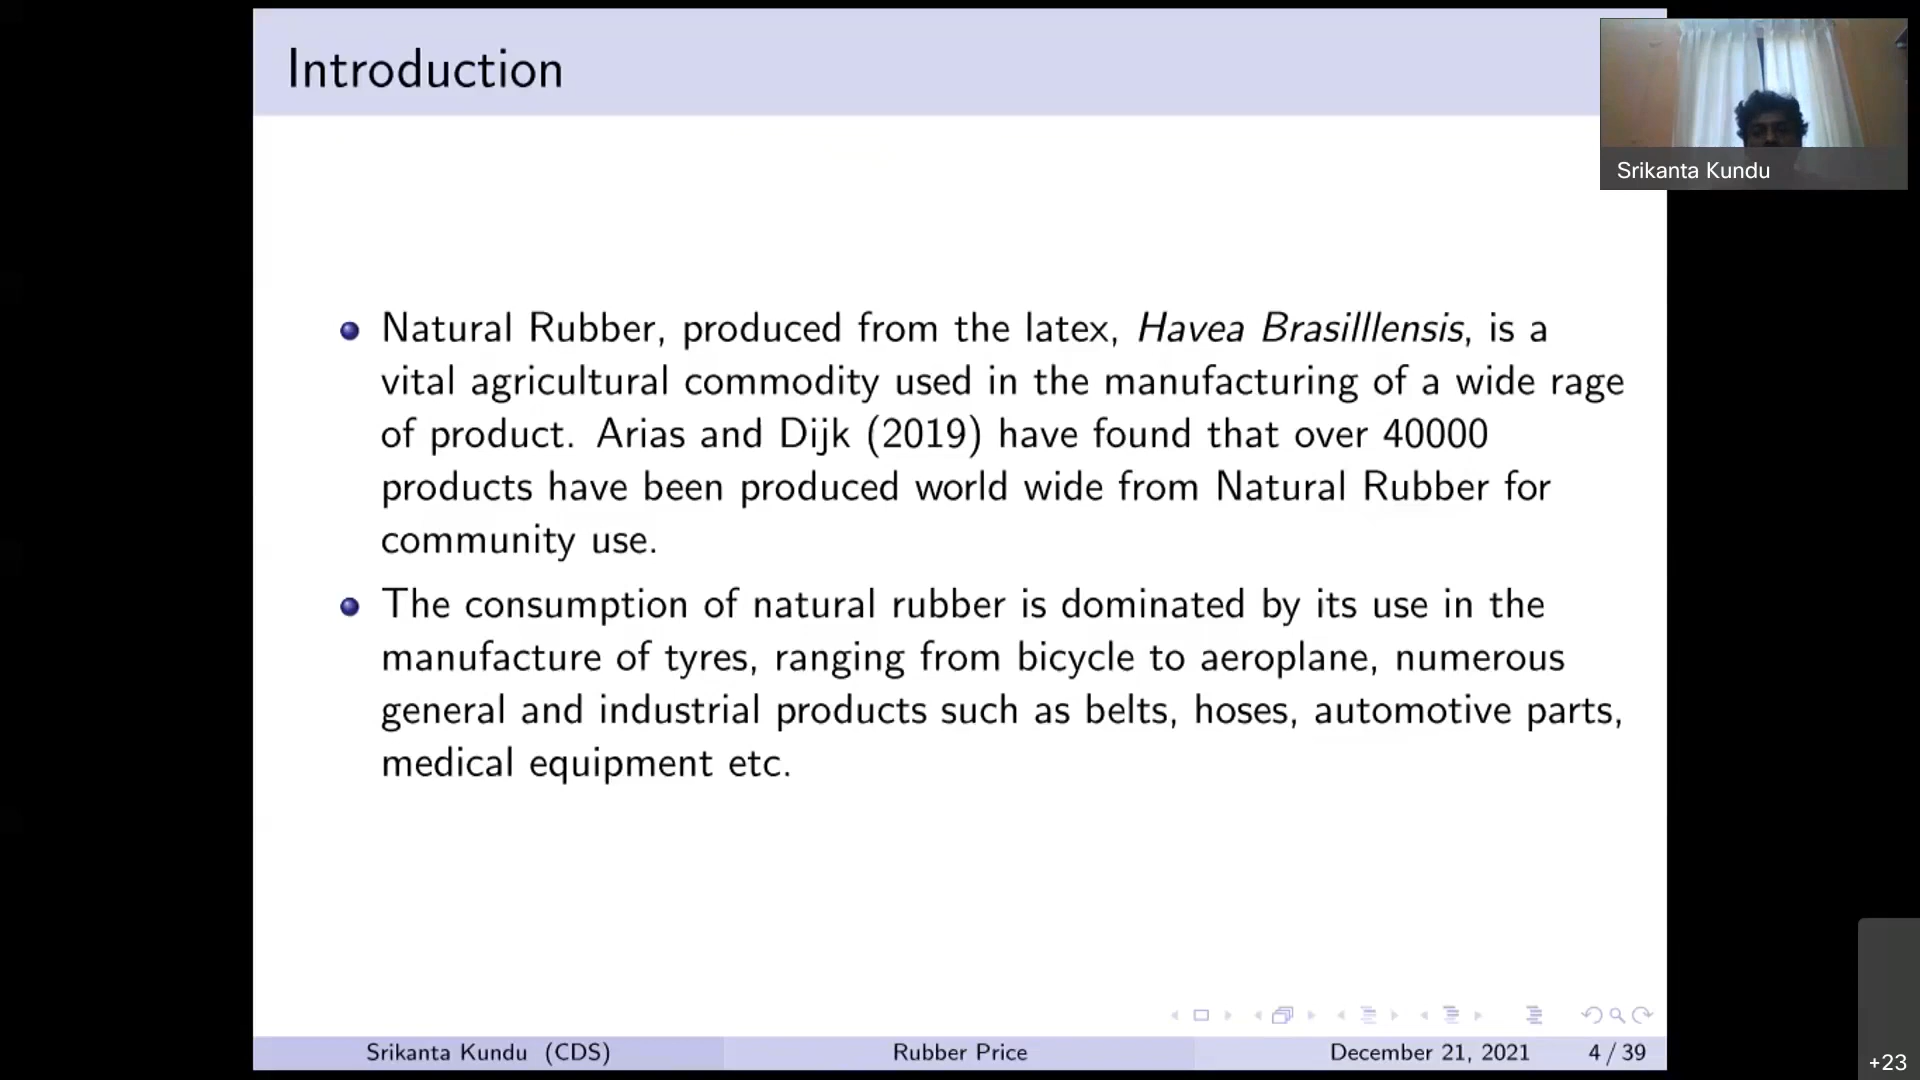 Introduction
Srikanta Kundu
Natural Rubber, produced from the latex, Havea Brasilllensis, is a
vital agricultural commodity used in the manufacturing of a wide rage
of product. Arias and Dijk (2019) have found that over 40000
products have been produced world wide from Natural Rubber for
community use.
The consumption of natural rubber is dominated by its use in the
manufacture of tyres, ranging from bicycle to aeroplane, numerous
general and industrial products such as belts, hoses, automotive parts,
medical equipment etc.
Srikanta Kundu (CDS) Rubber Price December 21, 2021 4 / 39
+23